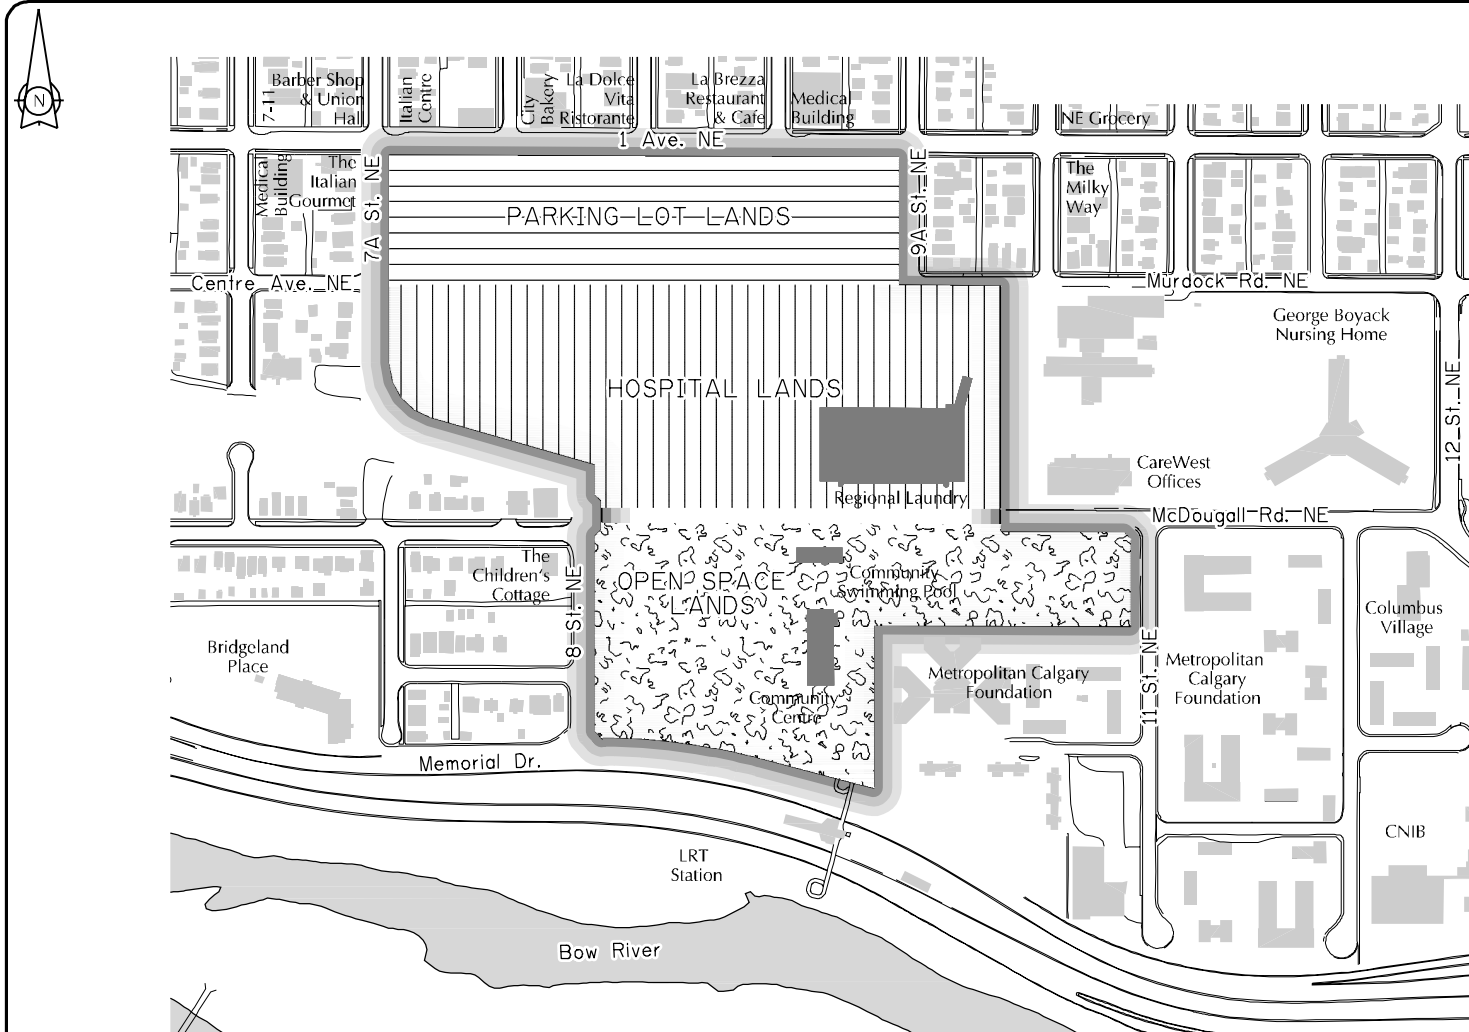 N
7-11
Barber Shop
& Union
Hall
Italian
Centre
City
Bakery
La Dolce
Vita
Ristorante
La Brezza
Restaurant
& Cafe
Medical
Building
NE Grocery
1 Ave. NE
Medical
Building
The
Italian
Gourmet
7A St. NE
PARKING LOT LANDS
9A St. NE
The
Milky
Way
Centre Ave. NE
Murdock Rd. NE
George Boyack
Nursing Home
HOSPITAL LANDS
12 St. NE
CareWest
Offices
Regional Laundry
McDougall Rd. NE
The
Children's
Cottage
8 St. NE
OPEN SPACE
LANDS
Community
Swimming Pool
Columbus
Village
Bridgeland
Place
Metropolitan Calgary
Foundation
11 St. NE
Metropolitan
Calgary
Foundation
Community
Centre
Memorial Dr.
LRT
Station
CNIB
Bow River